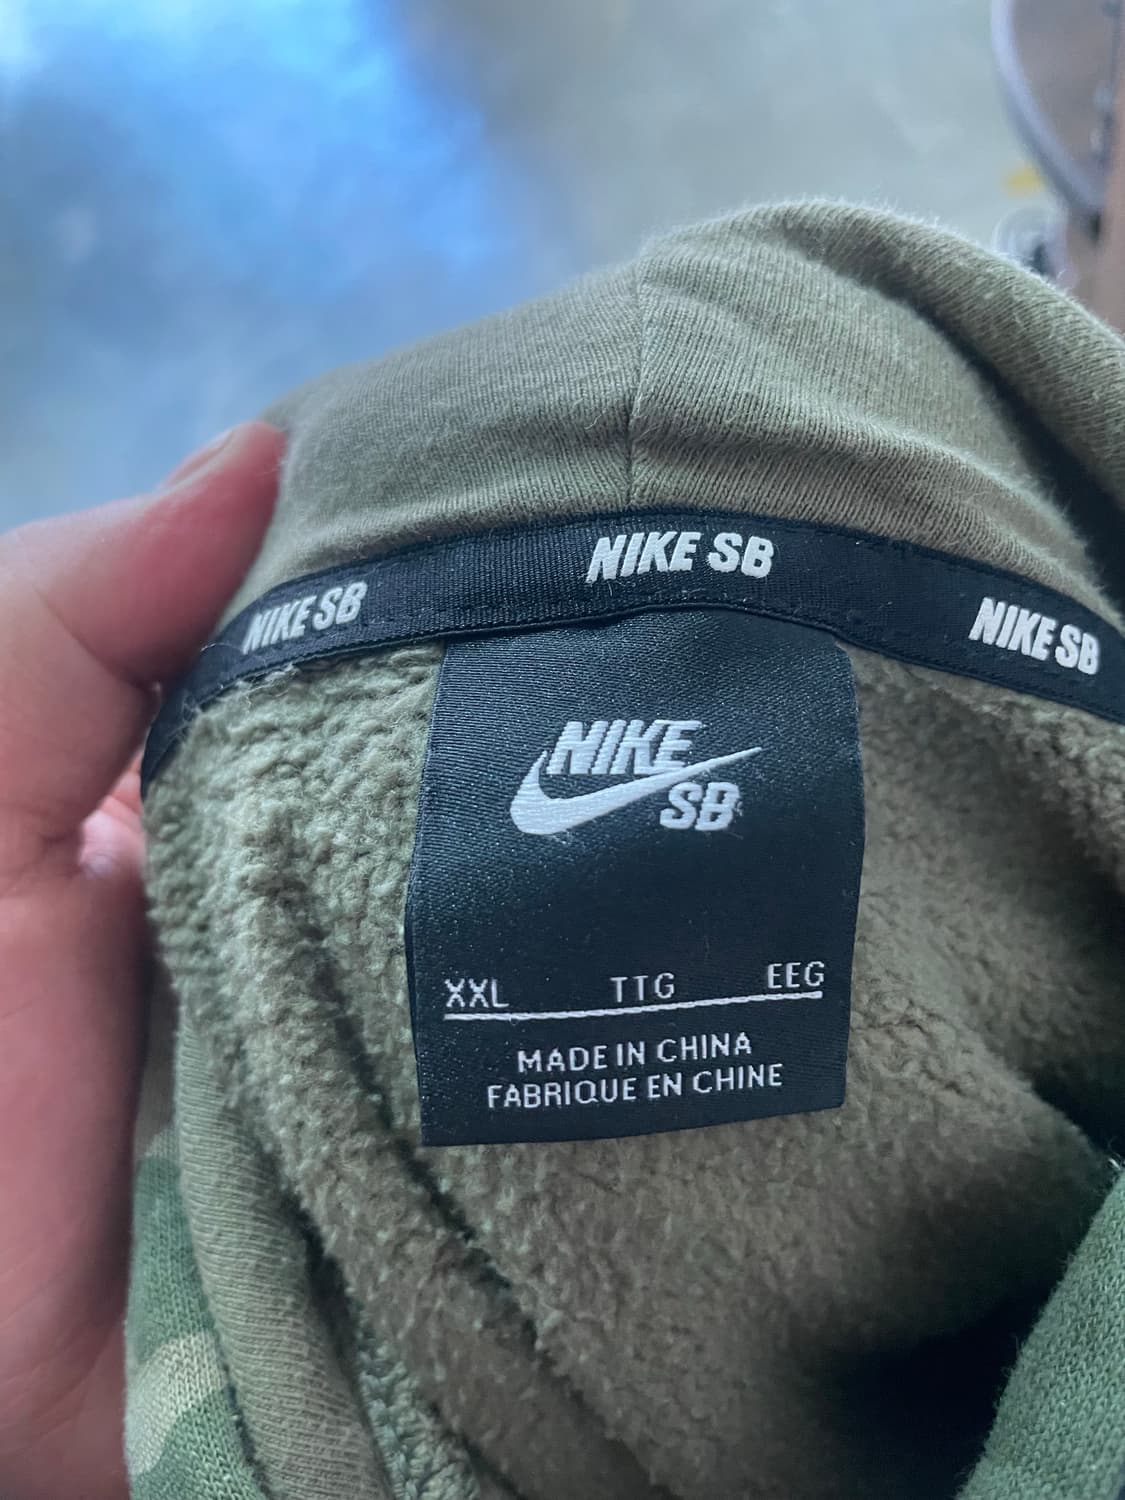 NIKE SB NIKE SB NIKE SB
NIKE
SB
XXL TTG EEG
MADE IN CHINA
FABRIQUE EN CHINE